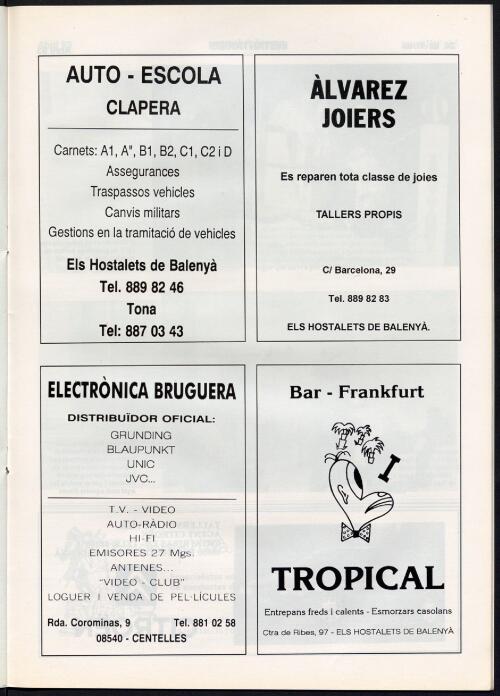 AUTO - ESCOLA
CLAPERA
Carnets: A1, A", B1, B2, C1, C2 i D
Assegurances
Traspassos vehicles
Canvis militars
Gestions en la tramitació de vehicles
Els Hostalets de Balenyà
Tel. 889 82 46
Tona
Tel: 887 03 43
ÀLVAREZ
JOIERS
Es reparen tota classe de joies
TALLERS PROPIS
C/ Barcelona, 29
Tel. 889 82 83
ELS HOSTALETS DE BALENYÀ.
ELECTRÒNICA BRUGUERA
DISTRIBUÏDOR OFICIAL:
GRUNDING
BLAUPUNKT
UNIC
JVC...
T.V. - VIDEO
AUTO-RÀDIO
HI-FI
EMISORES 27 Mgs.
ANTENES...
"VIDEO - CLUB"
LOGUER I VENDA DE PEL·LÍCULES
Rda. Corominas, 9 Tel. 881 02 58
08540 - CENTELLES
Bar - Frankfurt
TROPICAL
Entrepans freds i calents - Esmorzars casolans
Ctra de Ribes, 97 - ELS HOSTALETS DE BALENYÀ